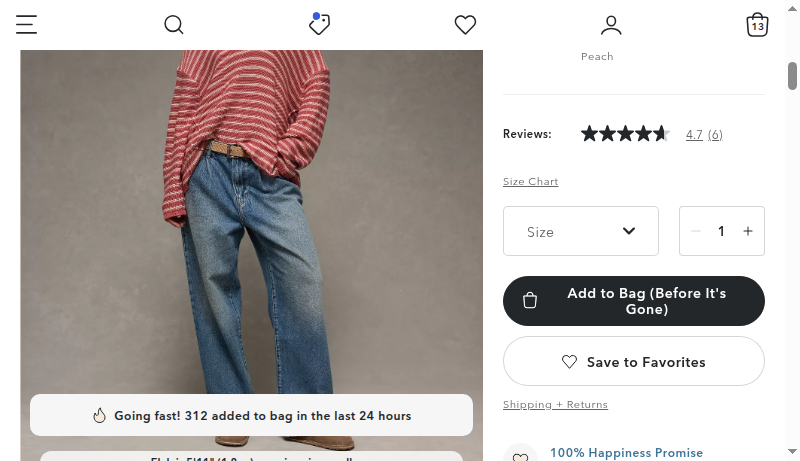 13
Peach
Reviews:
4.7 (6)
Size Chart
Size
1
Add to Bag (Before It's
Gone)
Save to Favorites
Going fast! 312 added to bag in the last 24 hours
Shipping + Returns
100% Happiness Promise